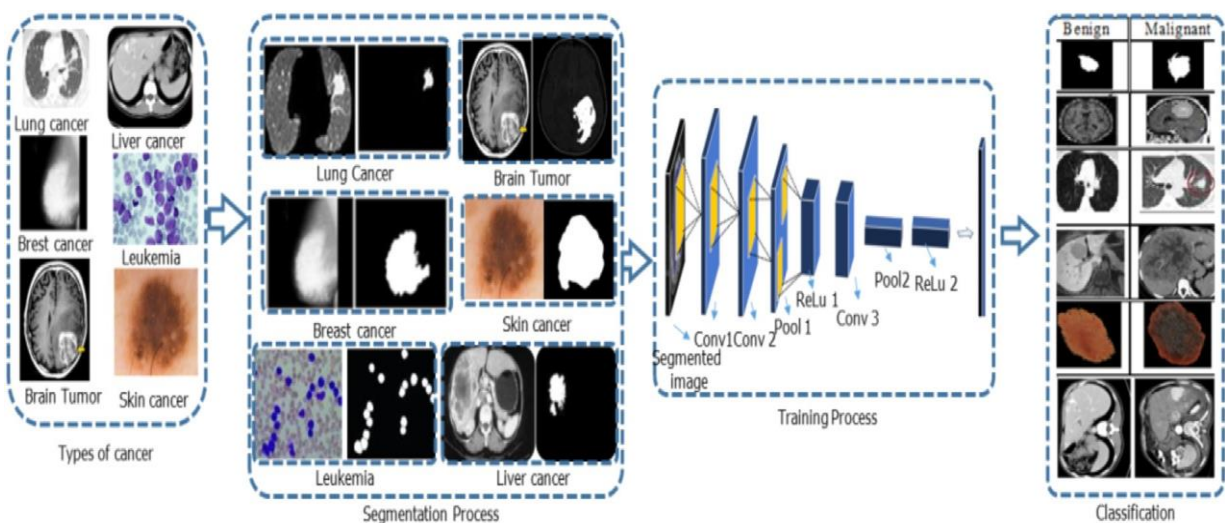 Lung cancer
Liver cancer
Brest cancer
Leukemia
Brain Tumor
Skin cancer
Types of cancer
Lung Cancer
Brain Tumor
Breast cancer
Skin cancer
Leukemia
Liver cancer
Segmentation Process
Segmented
image
Conv1
Conv 2
Pool 1
ReLu 1
Conv 3
Pool2
ReLu 2
Training Process
Benign
Malignant
Classification